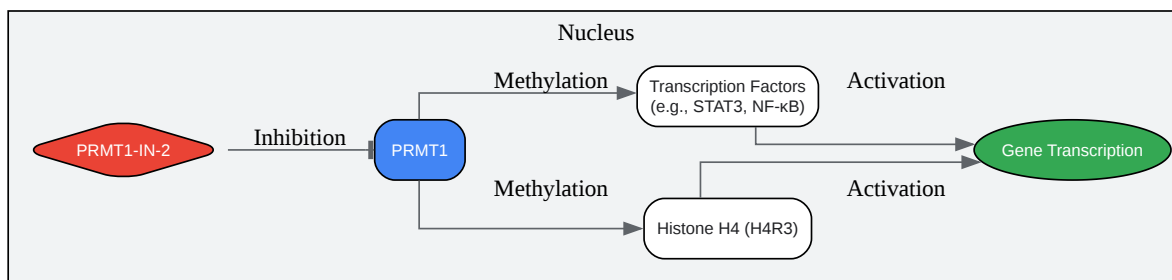 Nucleus
Methylation
Transcription Factors
(e.g., STAT3, NF-κB)
Activation
PRMT1-IN-2
Inhibition
PRMT1
Gene Transcription
Methylation
Histone H4 (H4R3)
Activation